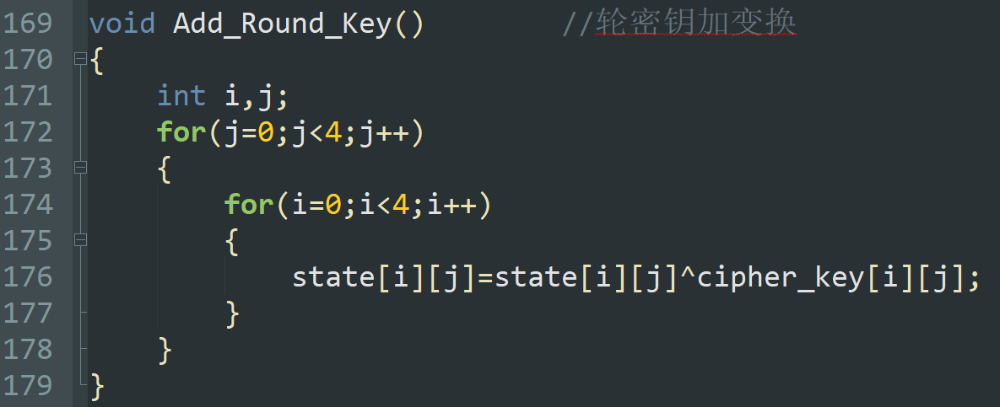 169 void Add_Round_Key() //轮密钥加变换
170 {
171 int i,j;
172 for(j=0;j<4;j++)
173 {
174 for(i=0;i<4;i++)
175 {
176 state[i][j]=state[i][j]^cipher_key[i][j];
177 }
178 }
179 }